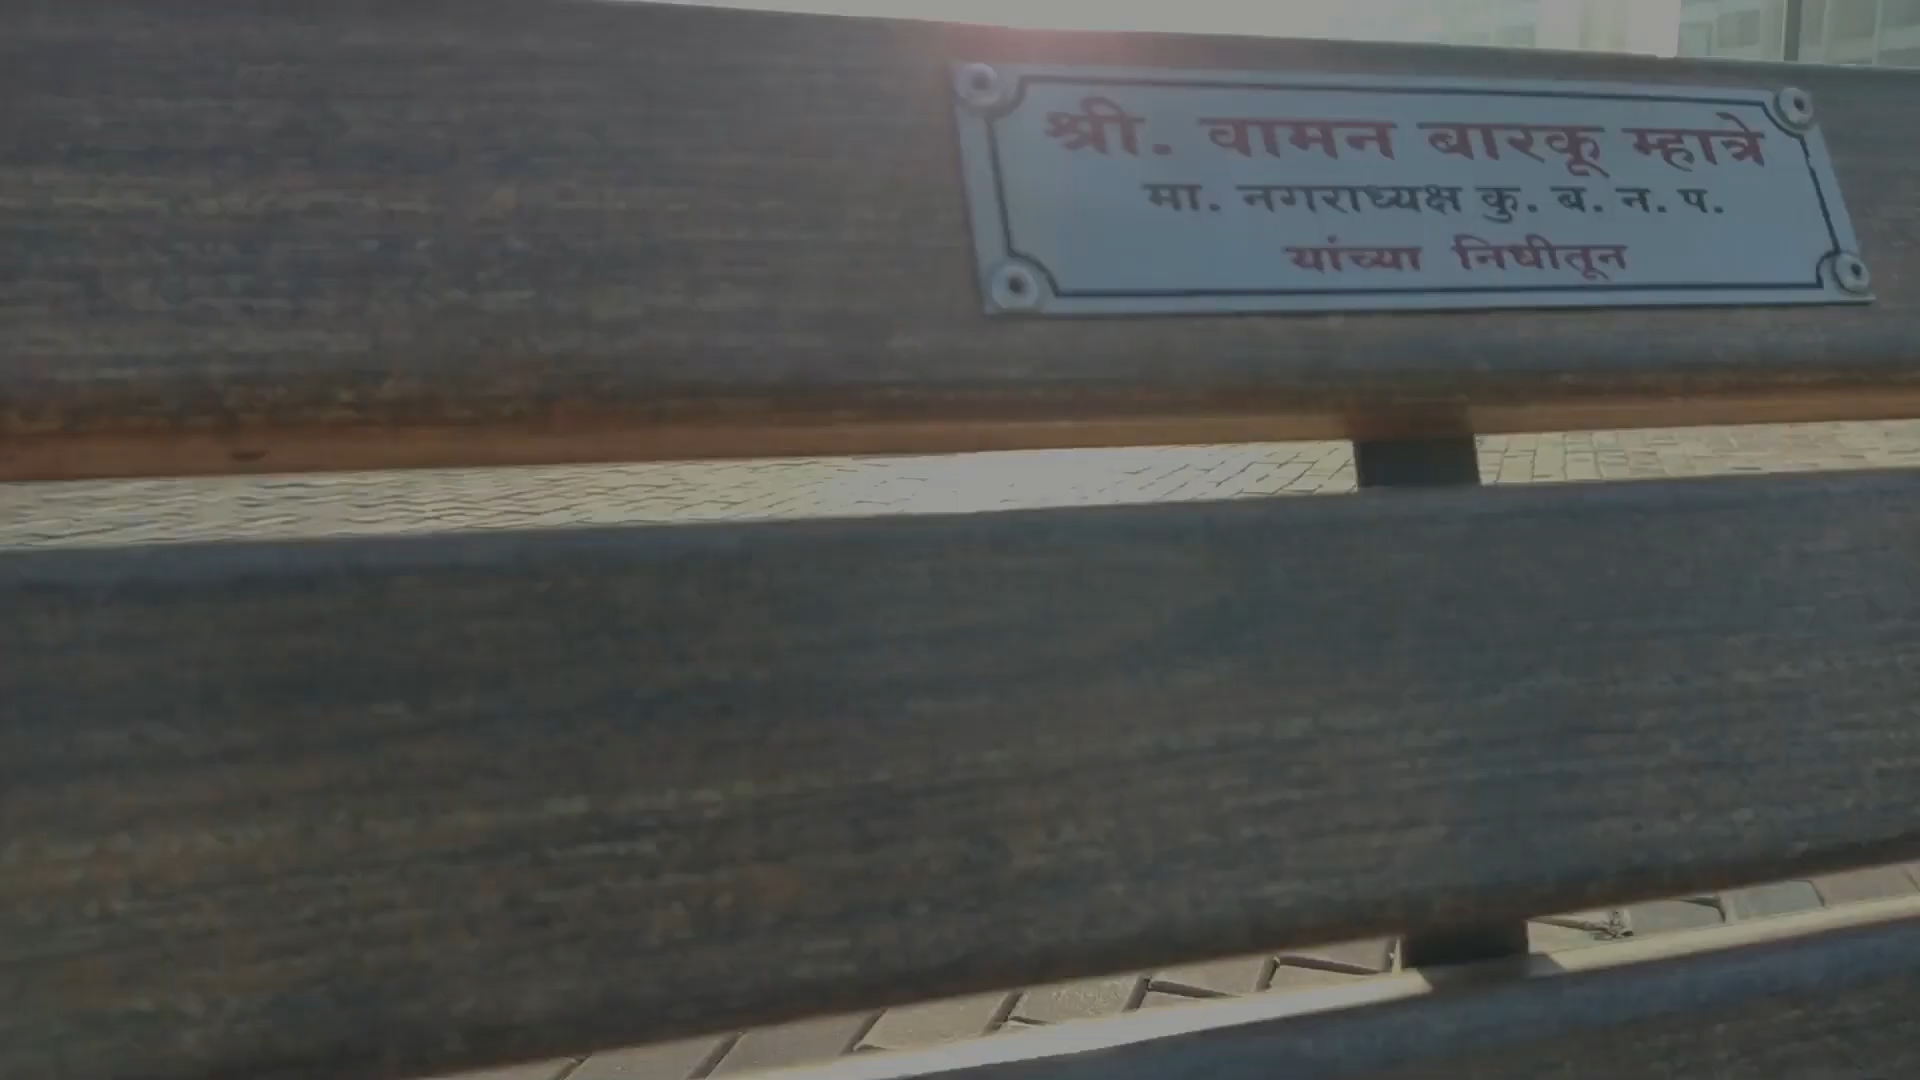 श्री. वामन बारकू म्हात्रे
मा. नगराध्यक्ष कु. ब. न. प.
यांच्या निधीतून